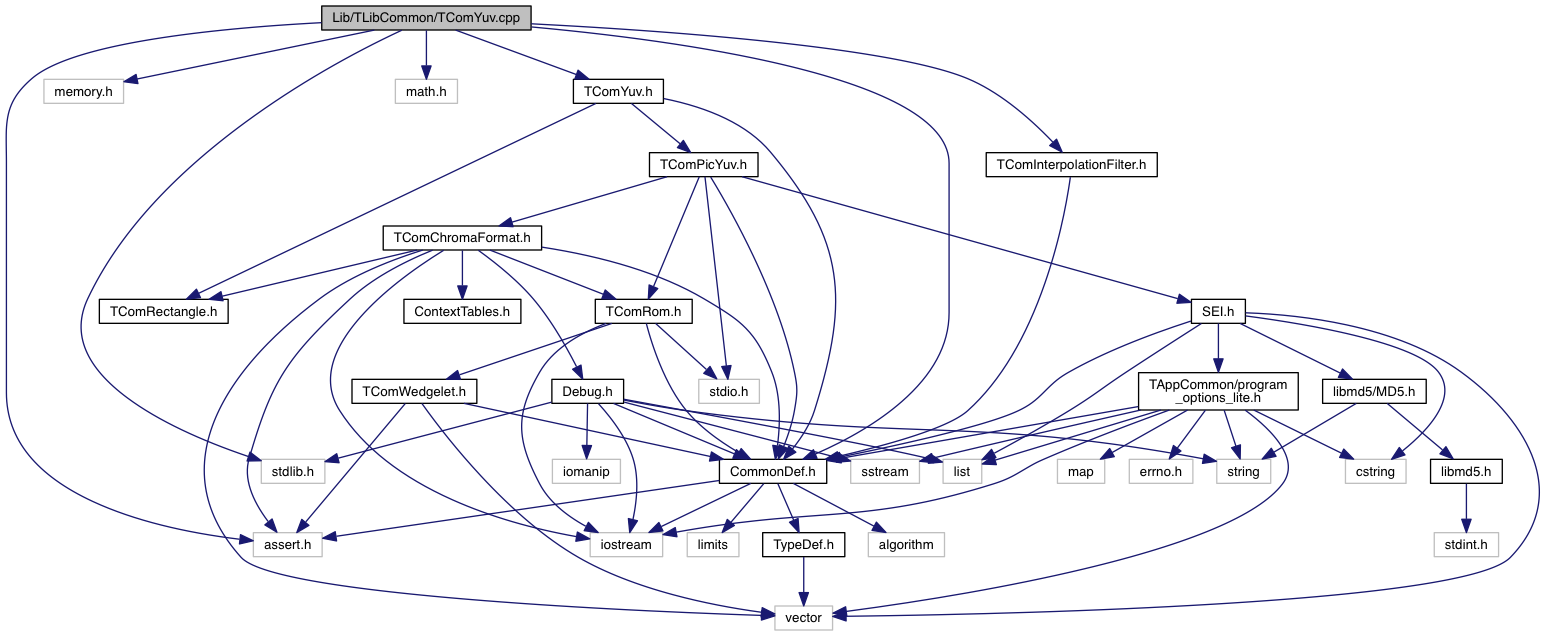 Lib/TLibCommon/TComYuv.cpp
memory.h
math.h
TComYuv.h
TComPicYuv.h
TComInterpolationFilter.h
TComChromaFormat.h
TComRectangle.h
ContextTables.h
TComRom.h
SEI.h
TComWedgelet.h
Debug.h
stdio.h
TAppCommon/program
_options_lite.h
libmd5/MD5.h
stdlib.h
iomanip
CommonDef.h
sstream
list
map
errno.h
string
cstring
libmd5.h
assert.h
iostream
limits
TypeDef.h
algorithm
stdint.h
vector